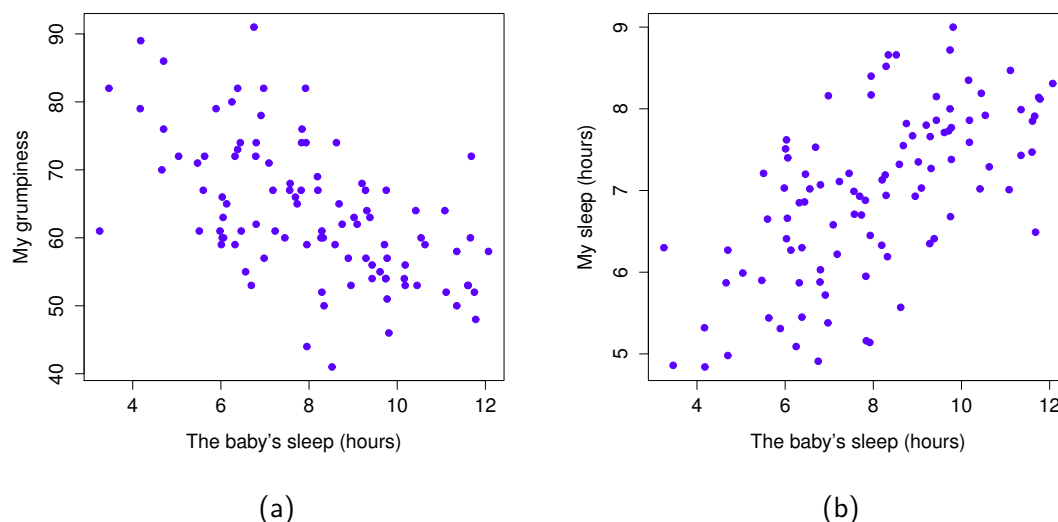 My grumpiness
40 50 60 70 80 90
4 6 8 10 12
The baby's sleep (hours)
(a)
My sleep (hours)
5 6 7 8 9
4 6 8 10 12
The baby's sleep (hours)
(b)